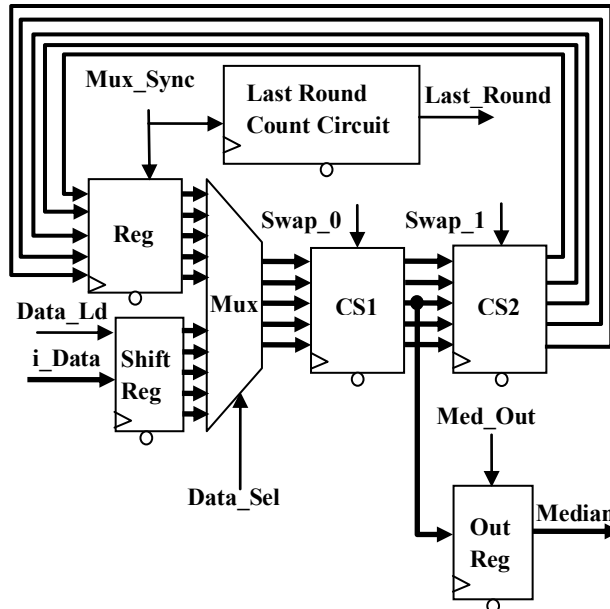 Mux_Sync
Last Round
Count Circuit
Last_Round
Reg
Swap_0
Swap_1
Mux
CS1
CS2
Data_Ld
i_Data
Shift
Reg
Data_Sel
Med_Out
Out
Reg
Median